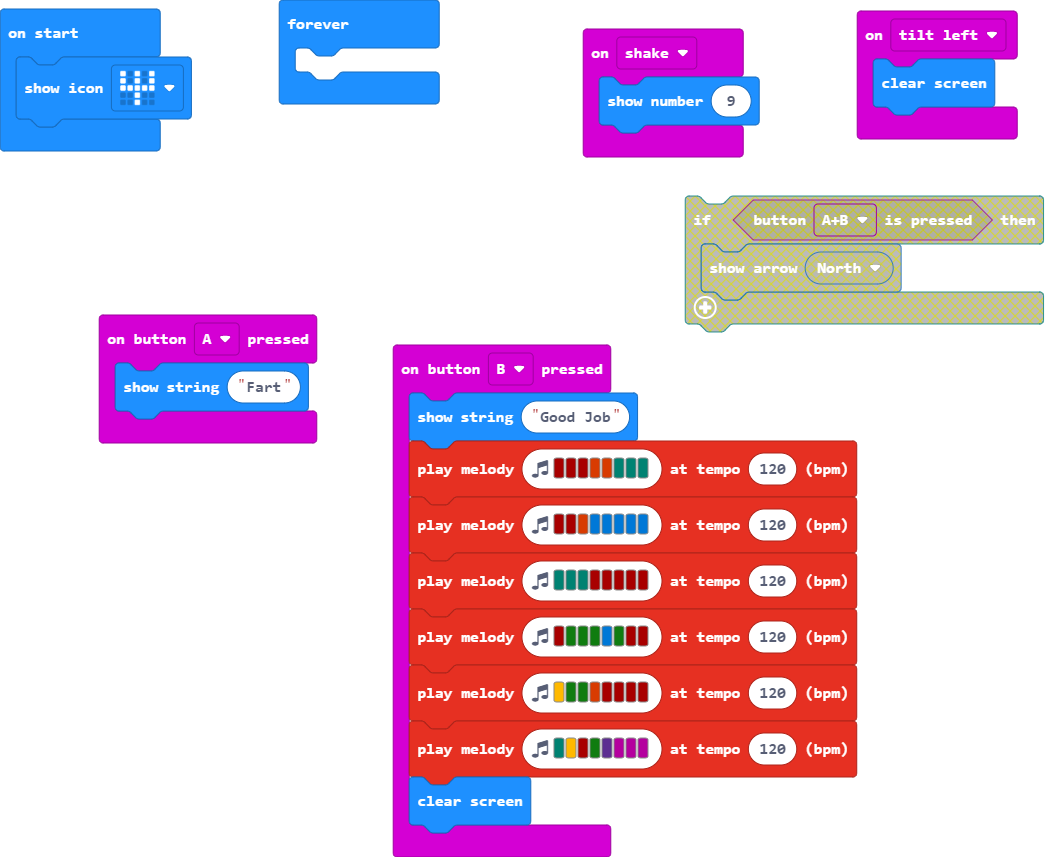 on start
show icon
forever
on shake
show number 9
on tilt left
clear screen
if button A+B is pressed then
show arrow North
on button A pressed
show string "Fart"
on button B pressed
show string "Good Job"
play melody at tempo 120 (bpm)
play melody at tempo 120 (bpm)
play melody at tempo 120 (bpm)
play melody at tempo 120 (bpm)
play melody at tempo 120 (bpm)
play melody at tempo 120 (bpm)
clear screen